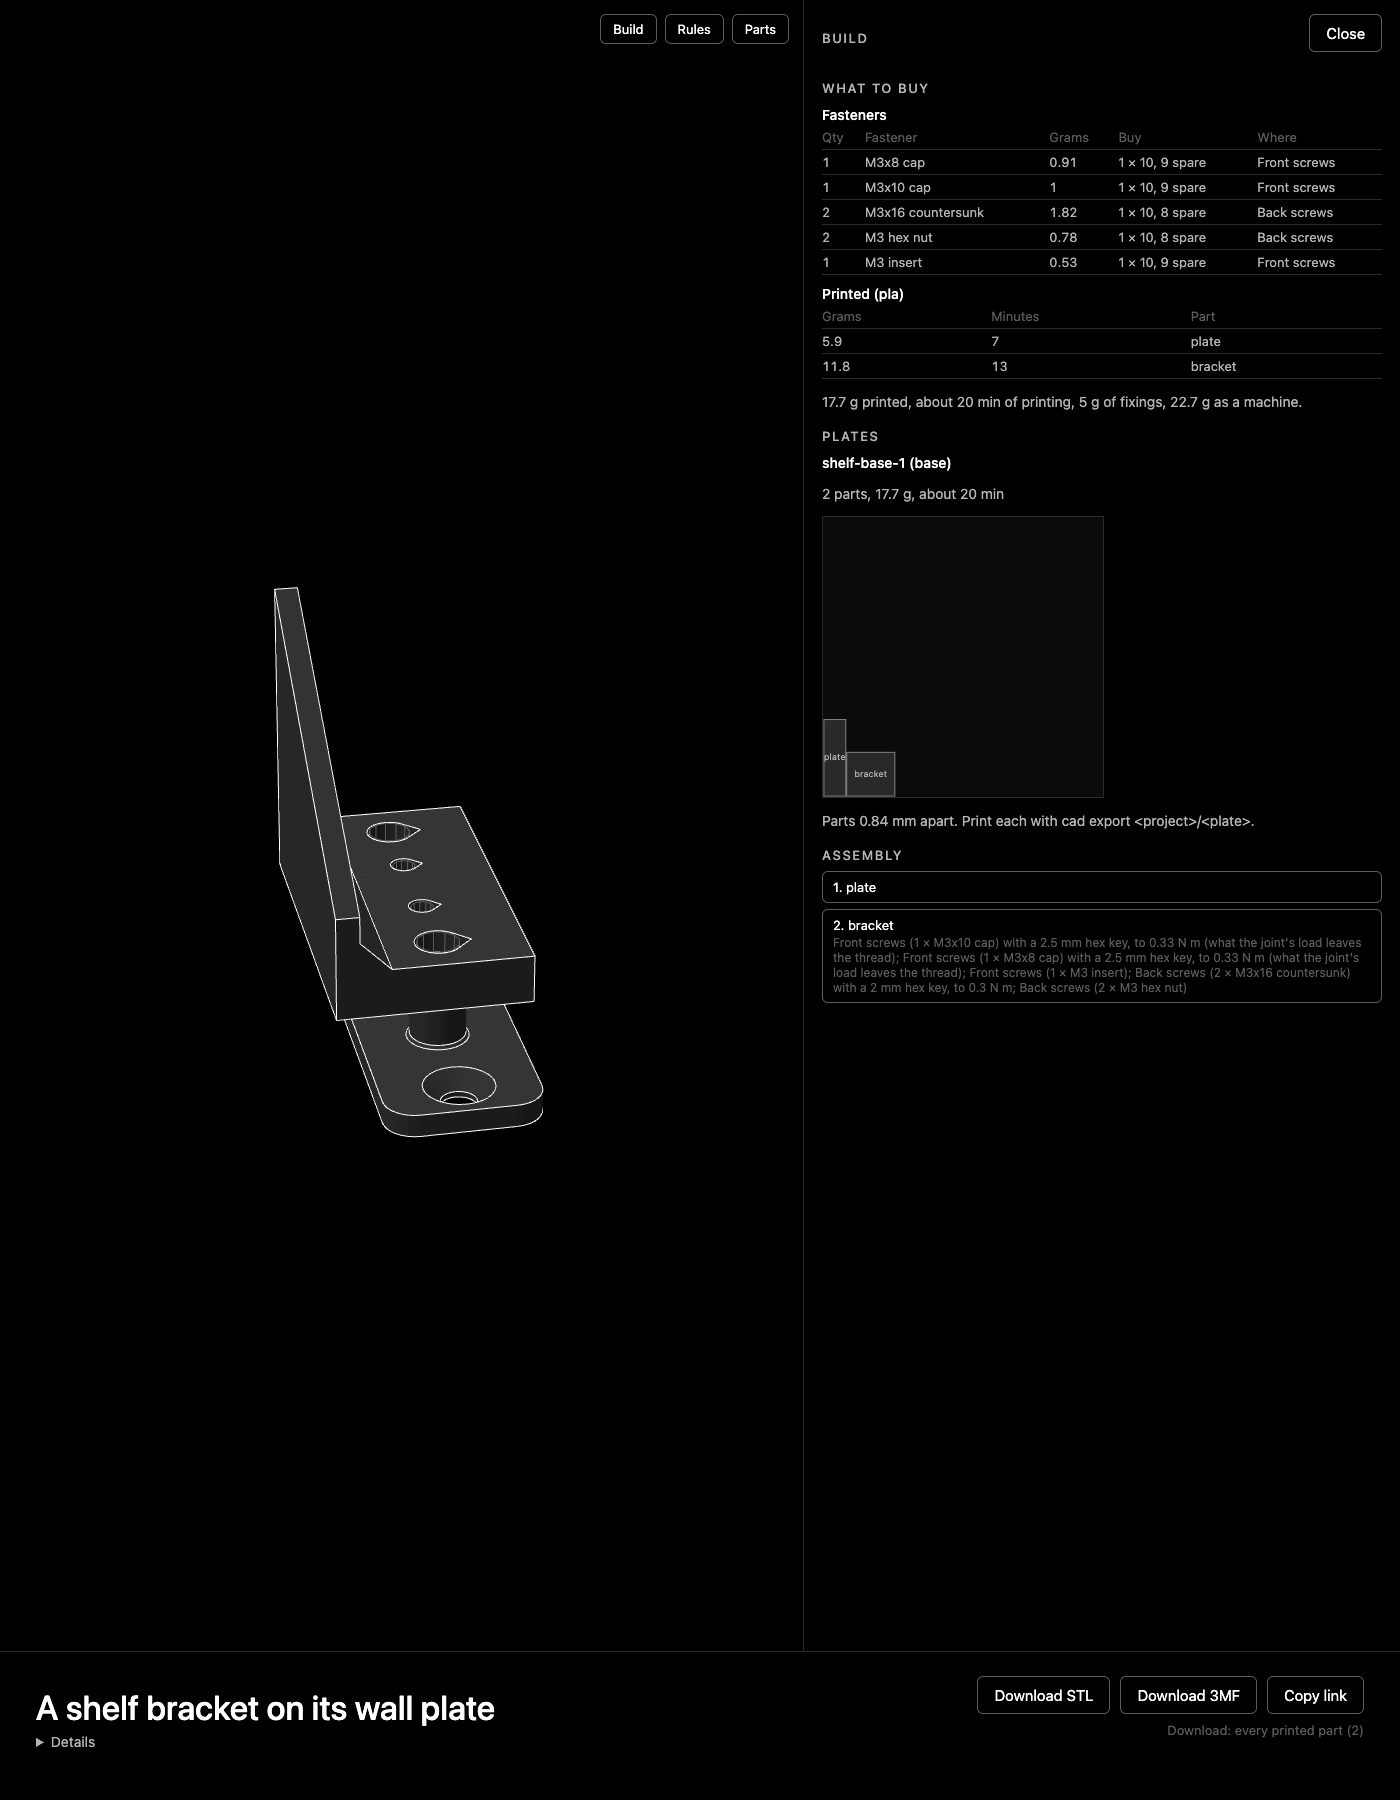 Build Rules Parts
BUILD
Close
WHAT TO BUY
Fasteners
Qty Fastener Grams Buy Where
1 M3x8 cap 0.91 1 × 10, 9 spare Front screws
1 M3x10 cap 1 1 × 10, 9 spare Front screws
2 M3x16 countersunk 1.82 1 × 10, 8 spare Back screws
2 M3 hex nut 0.78 1 × 10, 8 spare Back screws
1 M3 insert 0.53 1 × 10, 9 spare Front screws
Printed (pla)
Grams Minutes Part
5.9 7 plate
11.8 13 bracket
17.7 g printed, about 20 min of printing, 5 g of fixings, 22.7 g as a machine.
PLATES
shelf-base-1 (base)
2 parts, 17.7 g, about 20 min
plate
bracket
Parts 0.84 mm apart. Print each with cad export <project>/<plate>.
ASSEMBLY
1. plate
2. bracket
Front screws (1 × M3x10 cap) with a 2.5 mm hex key, to 0.33 N m (what the joint's load leaves
the thread); Front screws (1 × M3x8 cap) with a 2.5 mm hex key, to 0.33 N m (what the joint's
load leaves the thread); Front screws (1 × M3 insert); Back screws (2 × M3x16 countersunk)
with a 2 mm hex key, to 0.3 N m; Back screws (2 × M3 hex nut)
A shelf bracket on its wall plate
Details
Download STL Download 3MF Copy link
Download: every printed part (2)